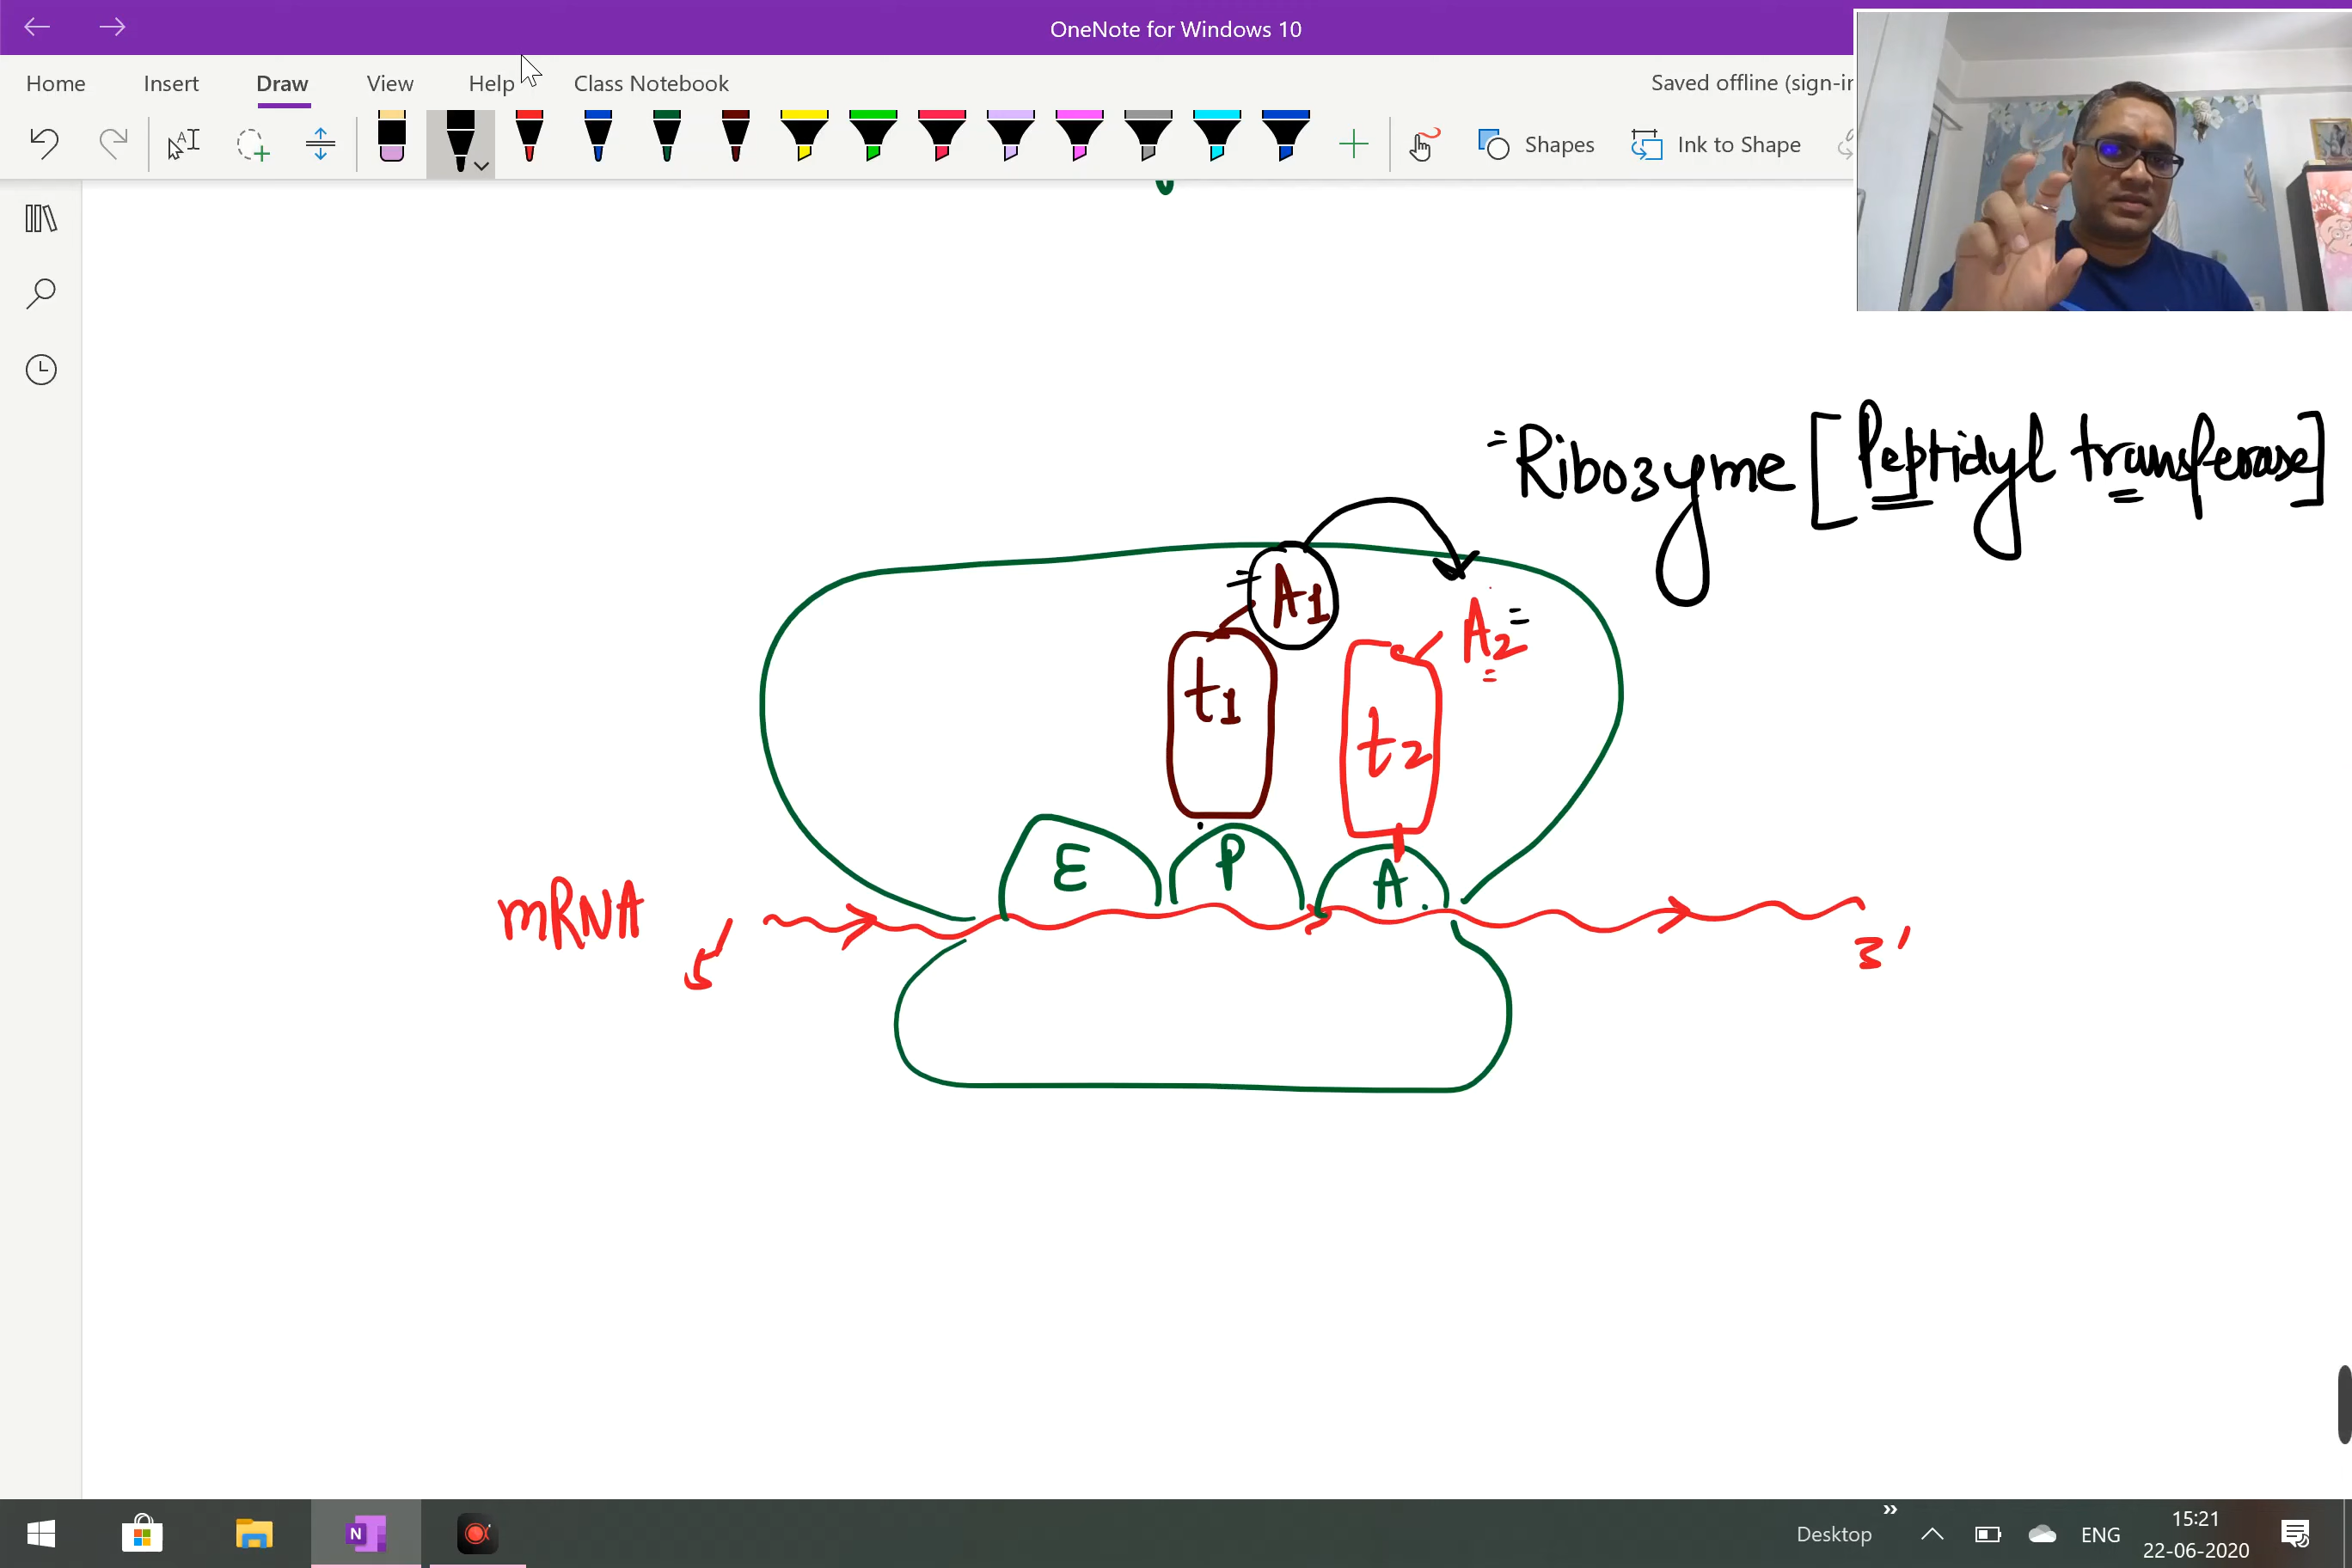 OneNote for Windows 10
Home Insert Draw View Help Class Notebook Saved offline (sign-in
Shapes Ink to Shape
=Ribozyme [Peptidyl transferase]
= A1
A2 =
=
t1
t2
E P A
mRNA
5' 3'
Desktop ENG 15:21
22-06-2020